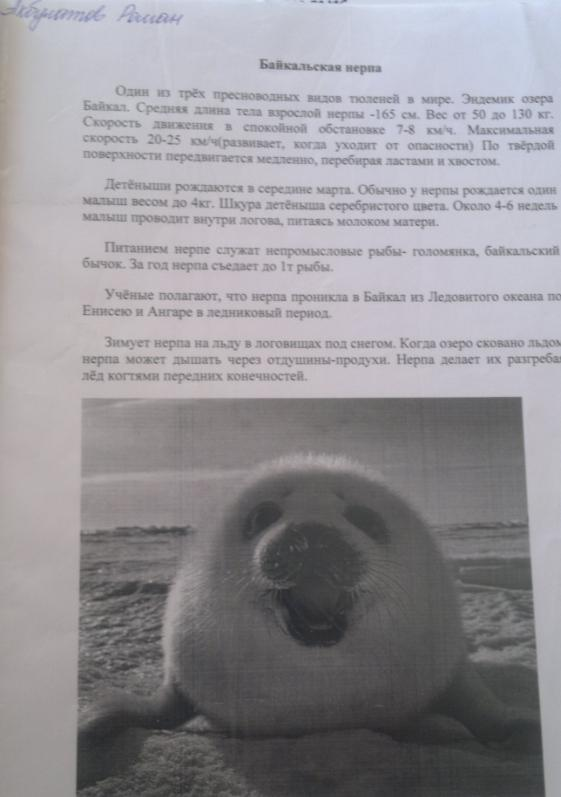 Акбулатов Роман
Байкальская нерпа
Один из трёх пресноводных видов тюленей в мире. Эндемик озера
Байкал. Средняя длина тела взрослой нерпы -165 см. Вес от 50 до 130 кг.
Скорость движения в спокойной обстановке 7-8 км/ч. Максимальная
скорость 20-25 км/ч(развивает, когда уходит от опасности) По твёрдой
поверхности передвигается медленно, перебирая ластами и хвостом.
Детёныши рождаются в середине марта. Обычно у нерпы рождается один
малыш весом до 4кг. Шкура детёныша серебристого цвета. Около 4-6 недель
малыш проводит внутри логова, питаясь молоком матери.
Питанием нерпе служат непромысловые рыбы- голомянка, байкальский
бычок. За год нерпа съедает до 1т рыбы.
Учёные полагают, что нерпа проникла в Байкал из Ледовитого океана по
Енисею и Ангаре в ледниковый период.
Зимует нерпа на льду в логовищах под снегом. Когда озеро сковано льдом
нерпа может дышать через отдушины-продухи. Нерпа делает их разгребая
лёд когтями передних конечностей.